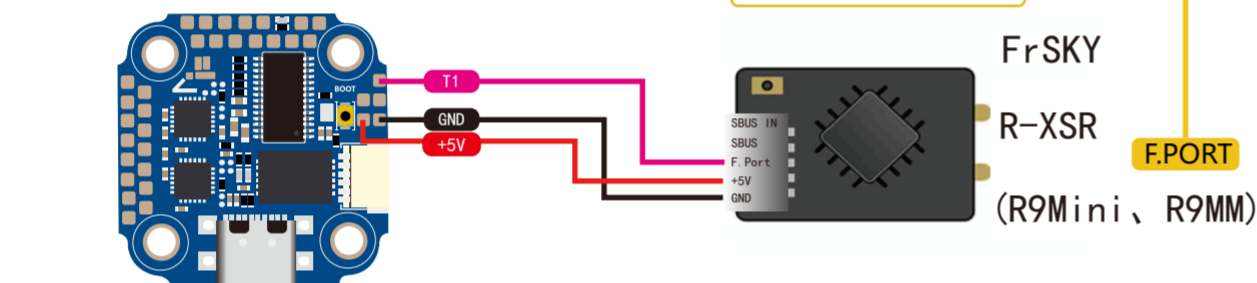 FrSKY
BOOT
T1
GND
+5V
SBUS IN
SBUS
F.Port
+5V
GND
R-XSR
F.PORT
(R9Mini、R9MM)